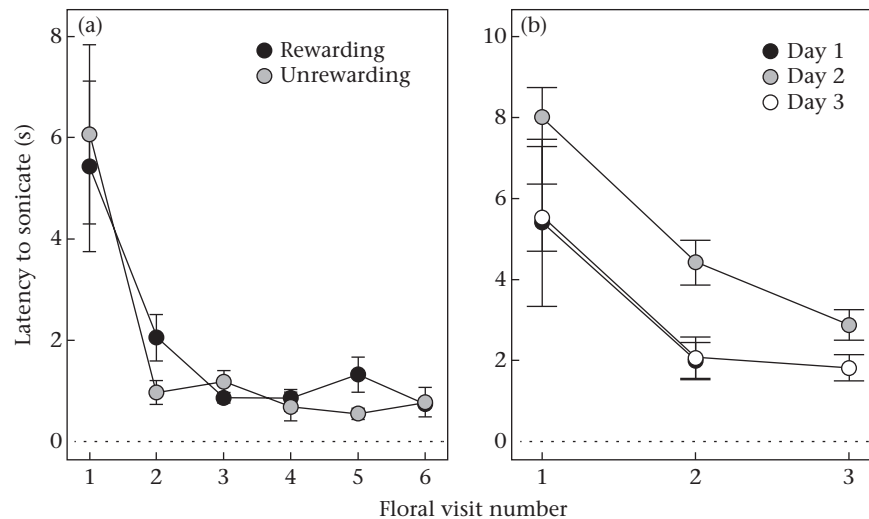 (a)
Rewarding
Unrewarding
8
6
4
2
0
1 2 3 4 5 6
Latency to sonicate (s)
(b)
Day 1
Day 2
Day 3
10
8
6
4
2
0
1 2 3
Floral visit number